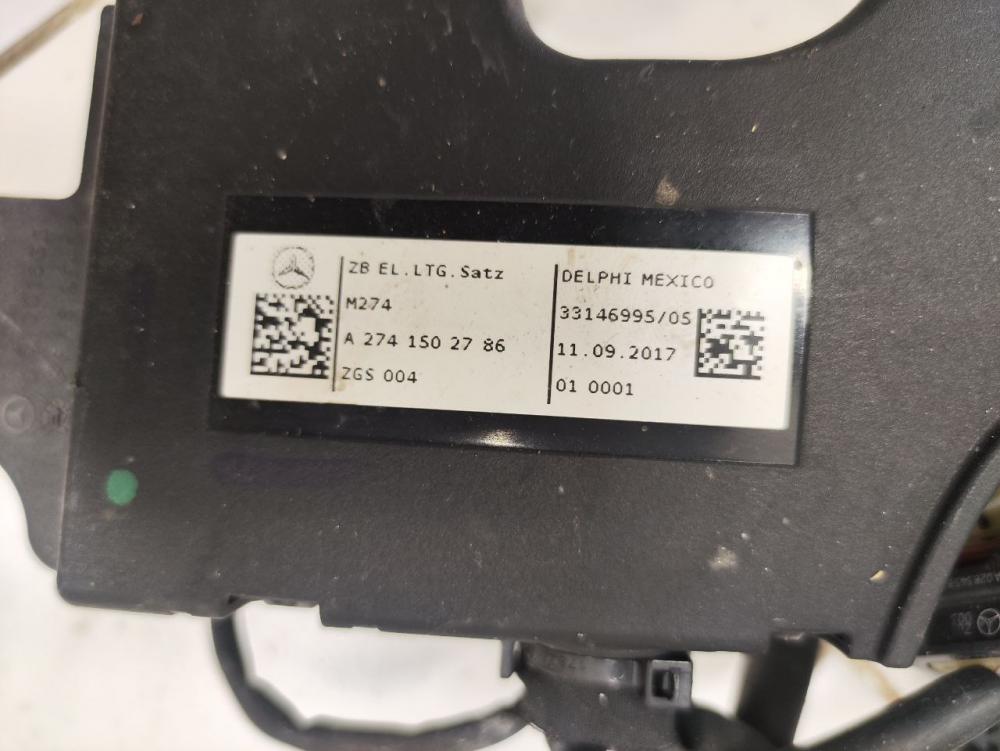 ZB EL.LTG.Satz
M274
A 274 150 27 86
ZGS 004
DELPHI MEXICO
33146995/05
11.09.2017
01 0001